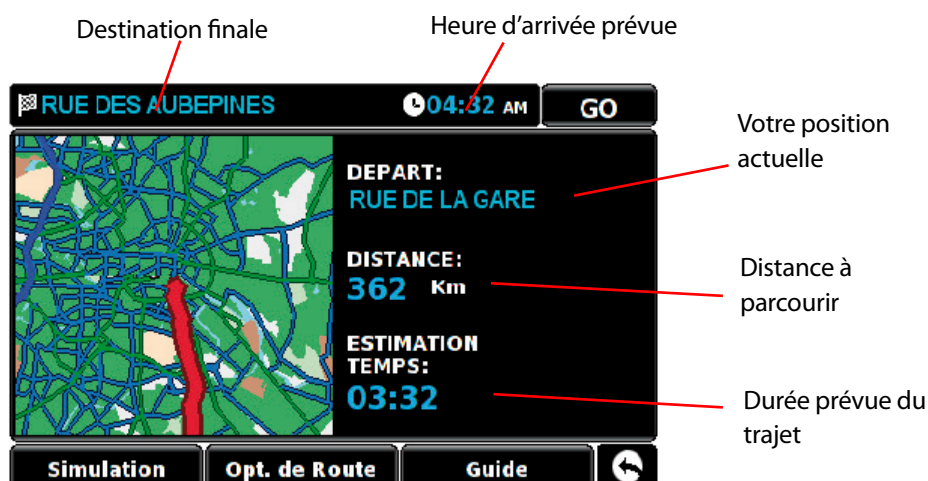 Destination finale
Heure d’arrivée prévue
RUE DES AUBEPINES
04:32 AM
GO
Votre position
actuelle
DEPART:
RUE DE LA GARE
DISTANCE:
362 Km
Distance à
parcourir
ESTIMATION
TEMPS:
03:32
Durée prévue du
trajet
Simulation
Opt. de Route
Guide